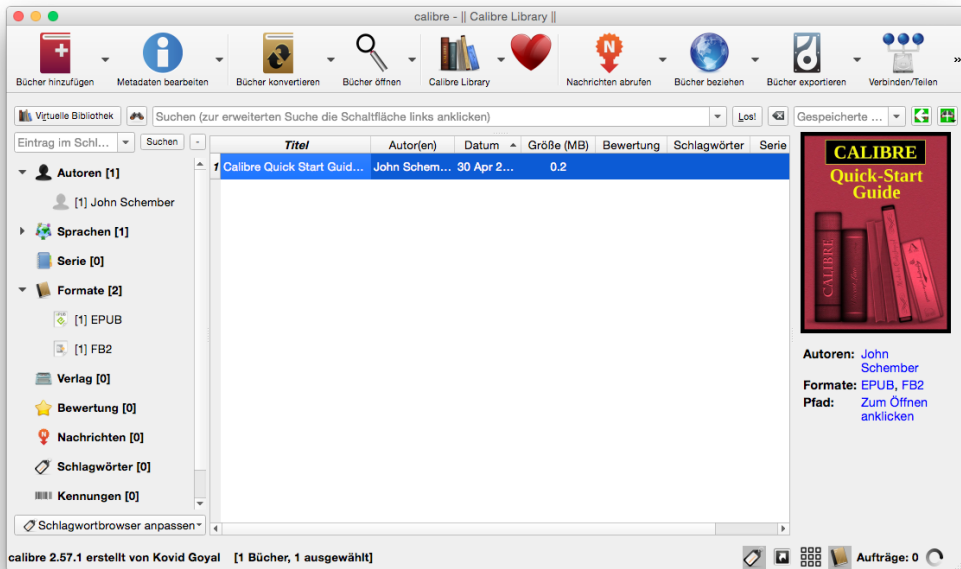 calibre - || Calibre Library ||
Bücher hinzufügen Metadaten bearbeiten Bücher konvertieren Bücher öffnen Calibre Library Nachrichten abrufen Bücher beziehen Bücher exportieren Verbinden/Teilen »
Virtuelle Bibliothek Suchen (zur erweiterten Suche die Schaltfläche links anklicken) Los! Gespeicherte ...
Eintrag im Schl... Suchen -
Titel Autor(en) Datum Größe (MB) Bewertung Schlagwörter Serie
1 Calibre Quick Start Guid... John Schem... 30 Apr 2... 0.2
Autoren [1]
[1] John Schember
Sprachen [1]
Serie [0]
Formate [2]
[1] EPUB
[1] FB2
Verlag [0]
Bewertung [0]
Nachrichten [0]
Schlagwörter [0]
Kennungen [0]
Schlagwortbrowser anpassen
CALIBRE
Quick-Start
Guide
CALIBRE
Autoren: John
Schember
Formate: EPUB, FB2
Pfad: Zum Öffnen
anklicken
calibre 2.57.1 erstellt von Kovid Goyal [1 Bücher, 1 ausgewählt] Aufträge: 0